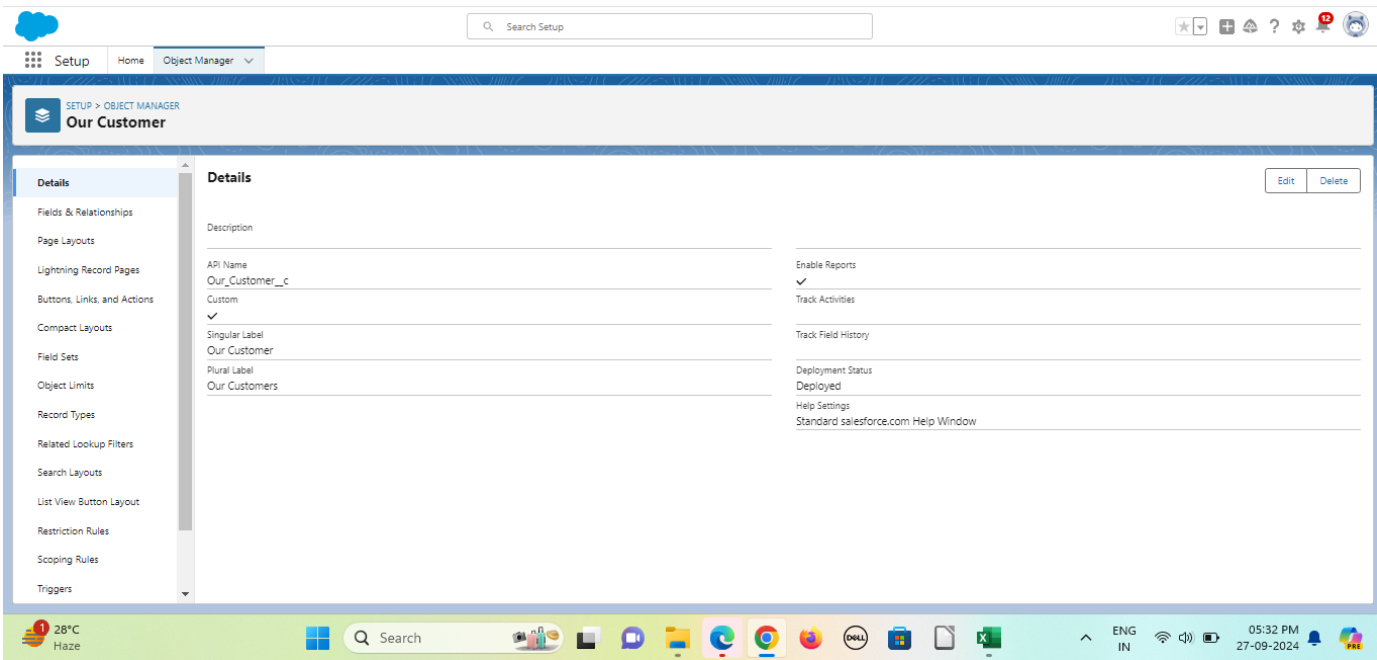 Search Setup
12
Setup
Home
Object Manager
SETUP > OBJECT MANAGER
Our Customer
Details
Fields & Relationships
Page Layouts
Lightning Record Pages
Buttons, Links, and Actions
Compact Layouts
Field Sets
Object Limits
Record Types
Related Lookup Filters
Search Layouts
List View Button Layout
Restriction Rules
Scoping Rules
Triggers
Details
Edit
Delete
Description
API Name
Our_Customer__c
Custom
Singular Label
Our Customer
Plural Label
Our Customers
Enable Reports
Track Activities
Track Field History
Deployment Status
Deployed
Help Settings
Standard salesforce.com Help Window
1
28°C
Haze
Search
DELL
X
ENG
IN
05:32 PM
27-09-2024
PRE